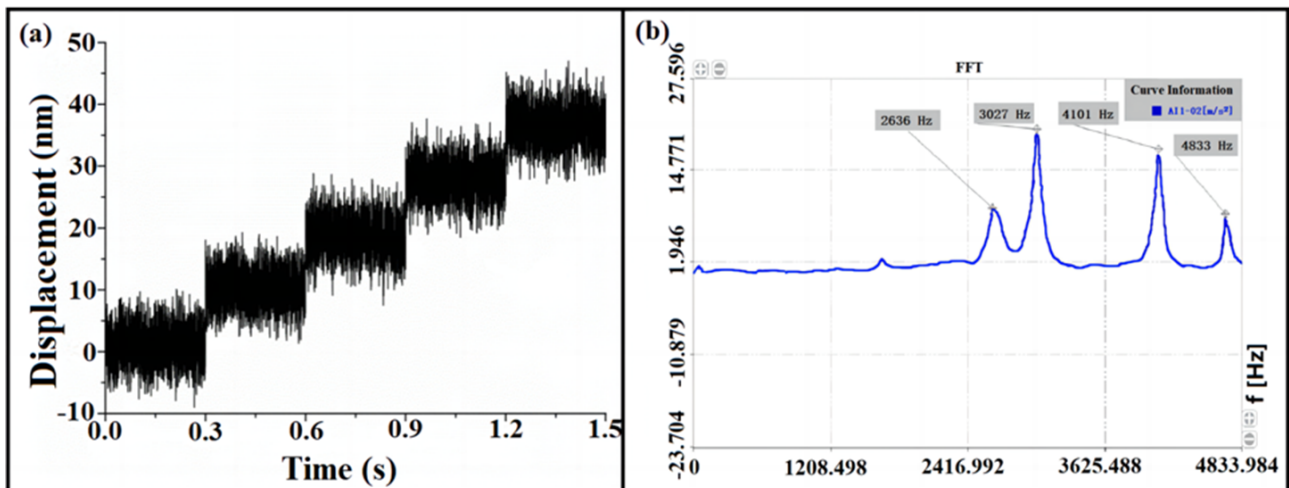 (a)
50
40
30
20
10
0
-10
Displacement (nm)
0.0 0.3 0.6 0.9 1.2 1.5
Time (s)
(b)
FFT
27.596
14.771
1.946
-10.879
-23.704
Curve Information
AI1-02[m/s²]
2636 Hz
3027 Hz
4101 Hz
4833 Hz
f [Hz]
0 1208.498 2416.992 3625.488 4833.984